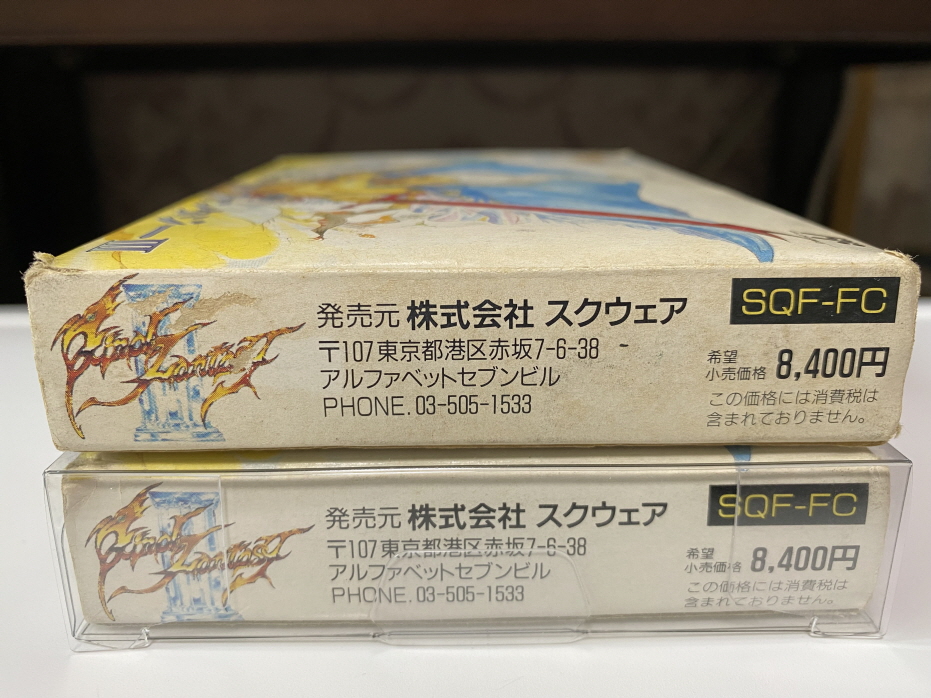 Final Fantasy
III
発売元 株式会社 スクウェア
〒107 東京都港区赤坂7-6-38
アルファベットセブンビル
PHONE. 03-505-1533
SQF-FC
希望
小売価格 8,400円
この価格には消費税は
含まれておりません。
Final Fantasy
III
発売元 株式会社 スクウェア
〒107 東京都港区赤坂7-6-38
アルファベットセブンビル
PHONE. 03-505-1533
SQF-FC
希望
小売価格 8,400円
この価格には消費税は
含まれておりません。